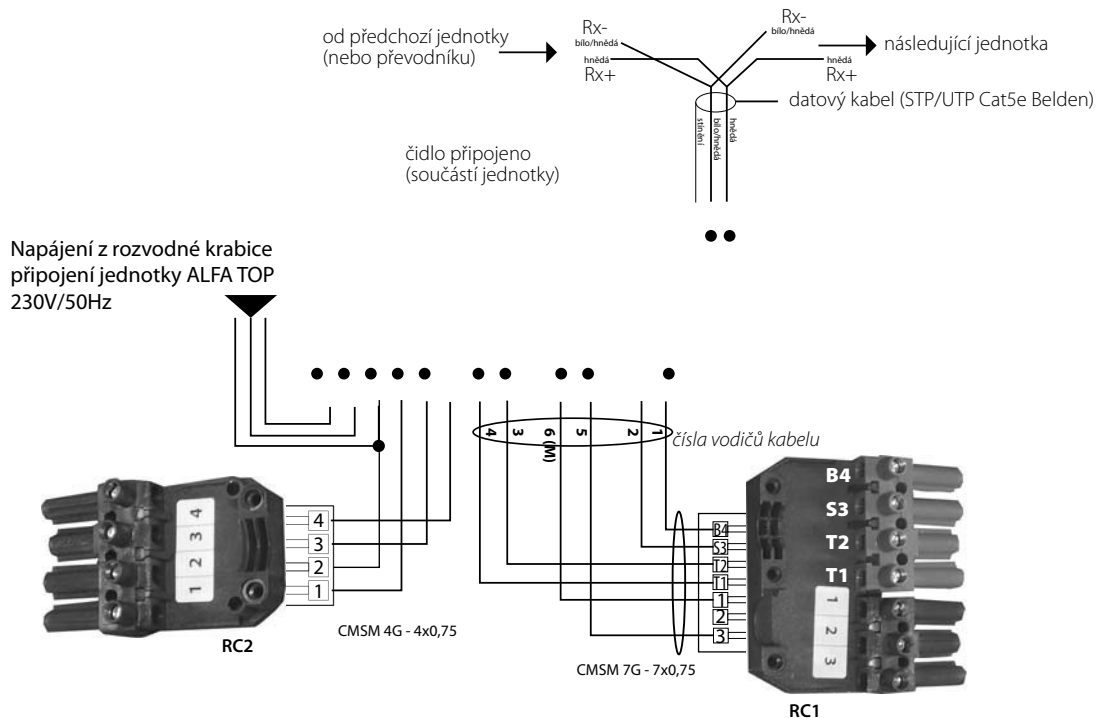 od předchozí jednotky
(nebo převodníku)
Rx-
bílo/hnědá
hnědá
Rx+
Rx-
bílo/hnědá
následující jednotka
hnědá
Rx+
datový kabel (STP/UTP Cat5e Belden)
stínění
bílo/hnědá
hnědá
čidlo připojeno
(součástí jednotky)
Napájení z rozvodné krabice
připojení jednotky ALFA TOP
230V/50Hz
4
3
6 (M)
5
2
1
čísla vodičů kabelu
1
2
3
4
4
3
2
1
RC2
CMSM 4G - 4x0,75
B4
S3
T2
T1
1
2
3
CMSM 7G - 7x0,75
B4
S3
T2
T1
1
2
3
RC1